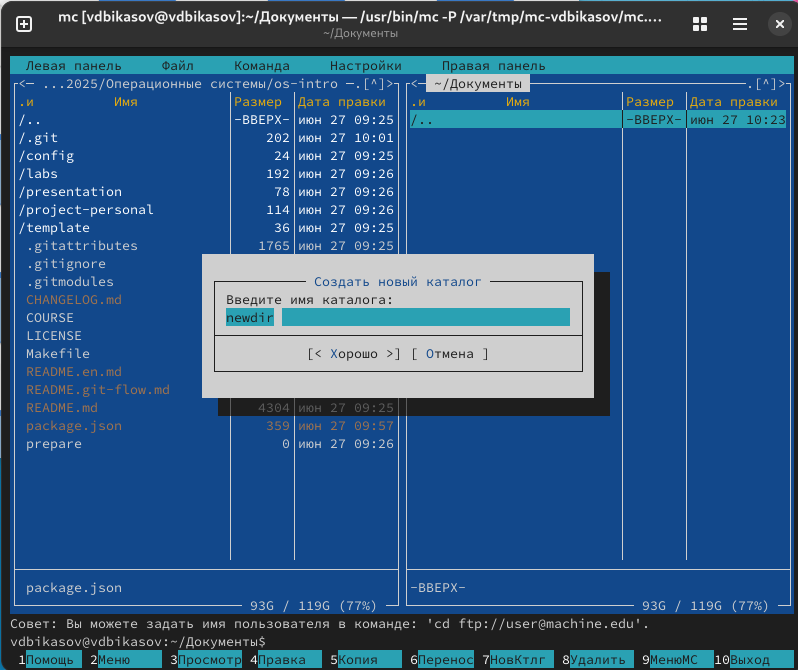 mc [vdbikasov@vdbikasov]:~/Документы — /usr/bin/mc -P /var/tmp/mc-vdbikasov/mc.…
~/Документы
Левая панель Файл Команда Настройки Правая панель
<— ...2025/Операционные системы/os-intro —.[^]> <— ~/Документы .[^]>
.и Имя Размер Дата правки .и Имя Размер Дата правки
/.. -ВВЕРХ- июн 27 09:25 /.. -ВВЕРХ- июн 27 10:23
/.git 202 июн 27 10:01
/config 24 июн 27 09:25
/labs 192 июн 27 09:26
/presentation 78 июн 27 09:26
/project-personal 114 июн 27 09:26
/template 36 июн 27 09:25
.gitattributes 1765 июн 27 09:25
.gitignore
.gitmodules
CHANGELOG.md
COURSE
LICENSE
Makefile
README.en.md
README.git-flow.md
README.md 4304 июн 27 09:25
package.json 359 июн 27 09:57
prepare 0 июн 27 09:26
Создать новый каталог
Введите имя каталога:
newdir
[< Хорошо >] [ Отмена ]
package.json -ВВЕРХ-
93G / 119G (77%) 93G / 119G (77%)
Совет: Вы можете задать имя пользователя в команде: 'cd ftp://user@machine.edu'.
vdbikasov@vdbikasov:~/Документы$
1Помощь 2Меню 3Просмотр 4Правка 5Копия 6Перенос 7НовКтлг 8Удалить 9МенюМС 10Выход